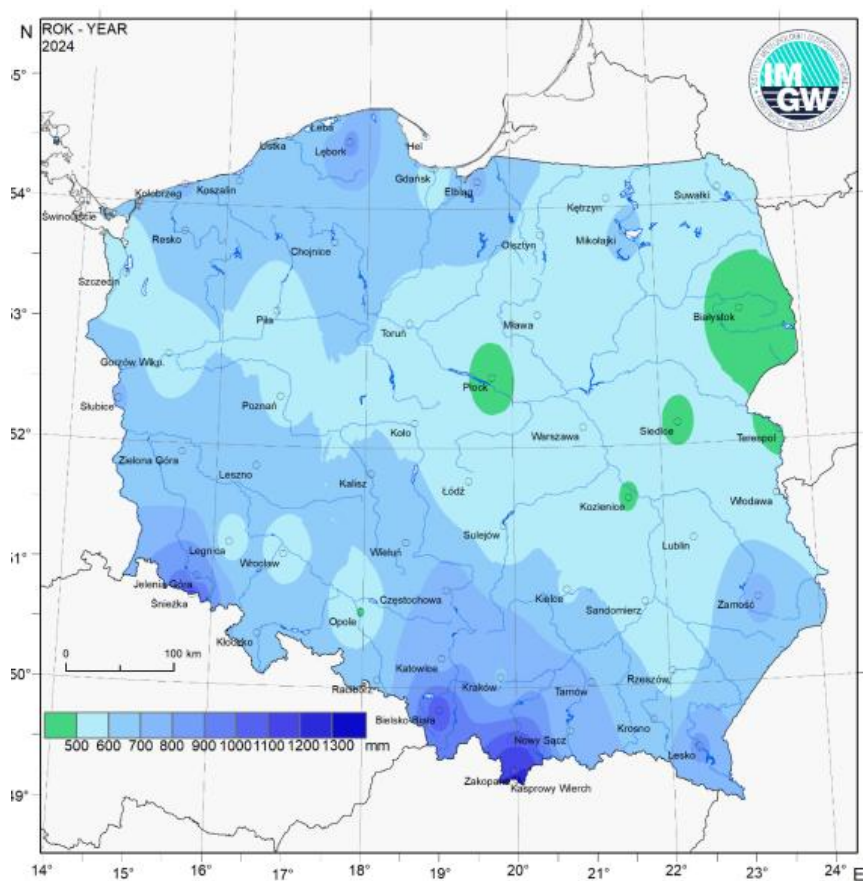 N
ROK - YEAR
2024
IM
GW
55°
54°
53°
52°
51°
50°
49°
Łeba
Ustka
Lębork
Hel
Gdańsk
Elbląg
Kołobrzeg
Koszalin
Świnoujście
Resko
Chojnice
Kętrzyn
Suwałki
Mikołajki
Olsztyn
Szczecin
Piła
Toruń
Mława
Białystok
Gorzów Wlkp.
Płock
Słubice
Poznań
Koło
Warszawa
Siedlce
Terespol
Zielona Góra
Leszno
Kalisz
Łódź
Kozienice
Włodawa
Sulejów
Legnica
Wrocław
Wieluń
Lublin
Jelenia Góra
Śnieżka
Opole
Częstochowa
Kielce
Sandomierz
Zamość
Kłodzko
0 100 km
Katowice
Kraków
Tarnów
Rzeszów
Racibórz
Bielsko-Biała
Nowy Sącz
Krosno
Lesko
Zakopane
Kasprowy Wierch
500 600 700 800 900 1000 1100 1200 1300 mm
14° 15° 16° 17° 18° 19° 20° 21° 22° 23° 24° E